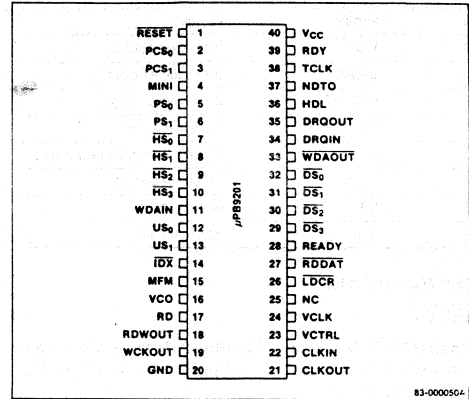 RESET 1 40 VCC
PCS0 2 39 RDY
PCS1 3 38 TCLK
MINI 4 37 NDTO
PS0 5 36 HDL
PS1 6 35 DRQOUT
HS0 7 34 DRQIN
HS1 8 33 WDAOUT
HS2 9 32 DS0
HS3 10 31 DS1
WDAIN 11 30 DS2
US0 12 29 DS3
US1 13 28 READY
IDX 14 27 RDDAT
MFM 15 26 LDCR
VCO 16 25 NC
RD 17 24 VCLK
RDWOUT 18 23 VCTRL
WCKOUT 19 22 CLKIN
GND 20 21 CLKOUT
µPB9201
83-000050